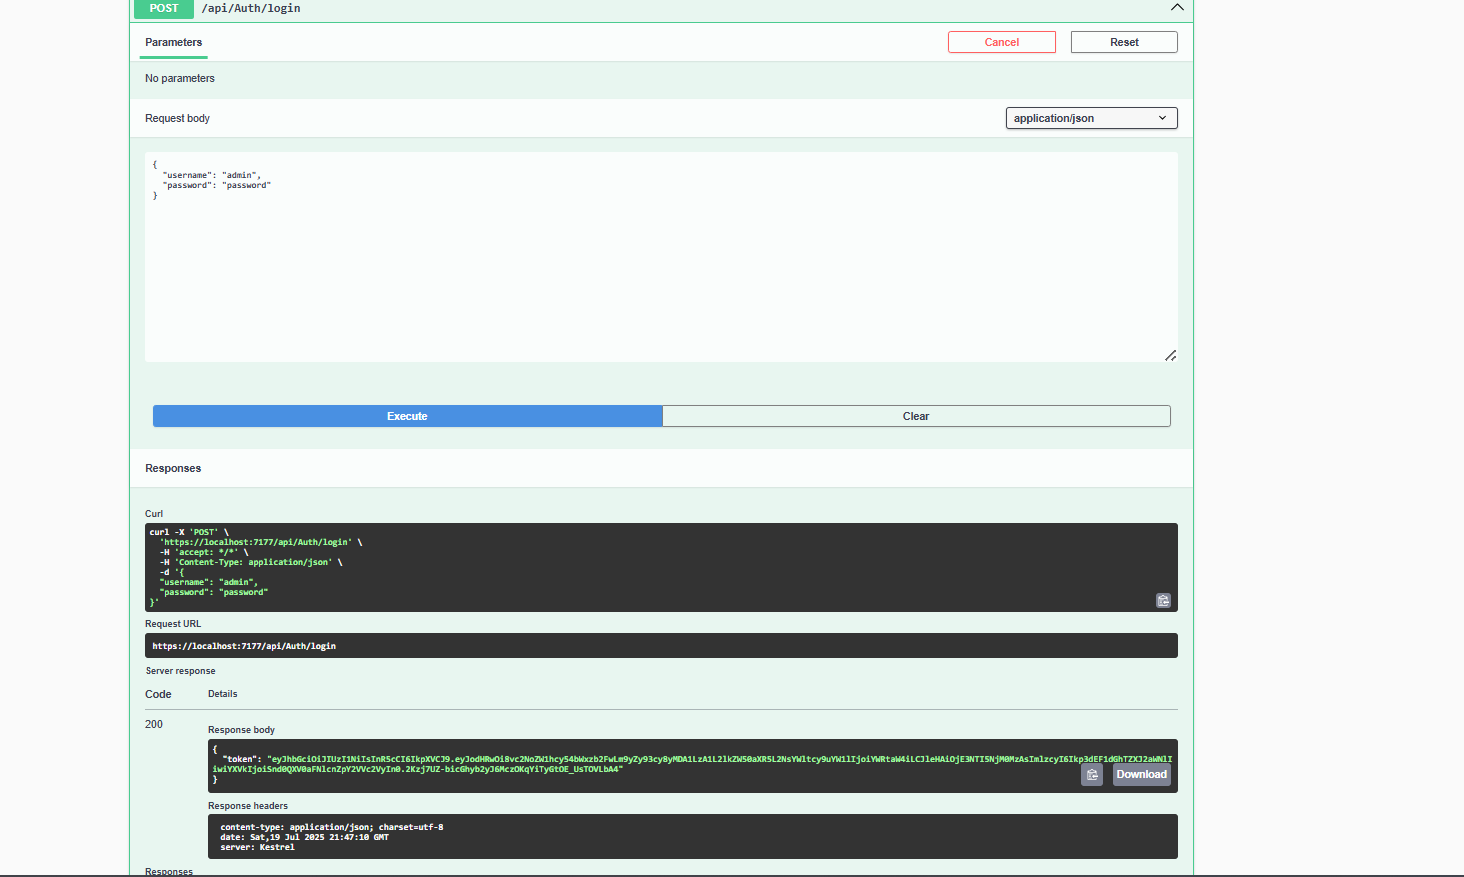 POST /api/Auth/login
Parameters
Cancel
Reset
No parameters
Request body
application/json
{
"username": "admin",
"password": "password"
}
Execute
Clear
Responses
Curl
curl -X 'POST' \
'https://localhost:7177/api/Auth/login' \
-H 'accept: */*' \
-H 'Content-Type: application/json' \
-d '{
"username": "admin",
"password": "password"
}'
Request URL
https://localhost:7177/api/Auth/login
Server response
Code Details
200
Response body
{
"token":
}
Download
Response headers
content-type: application/json; charset=utf-8
date: Sat,19 Jul 2025 21:47:10 GMT
server: Kestrel
Responses